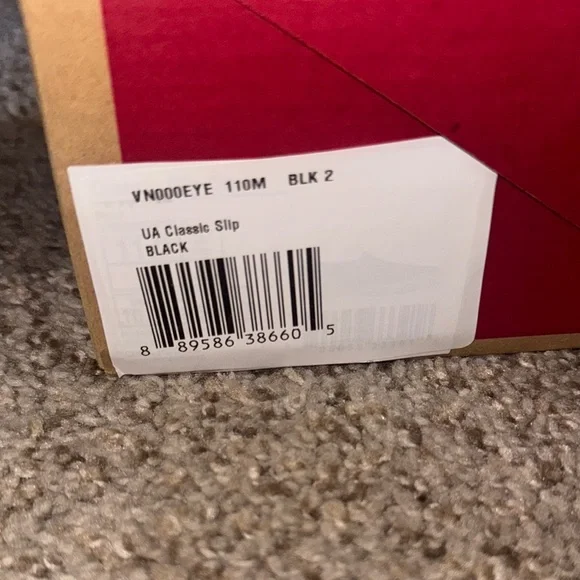 VN000EYE 110M BLK 2
UA Classic Slip
BLACK
8 89586 38660 5